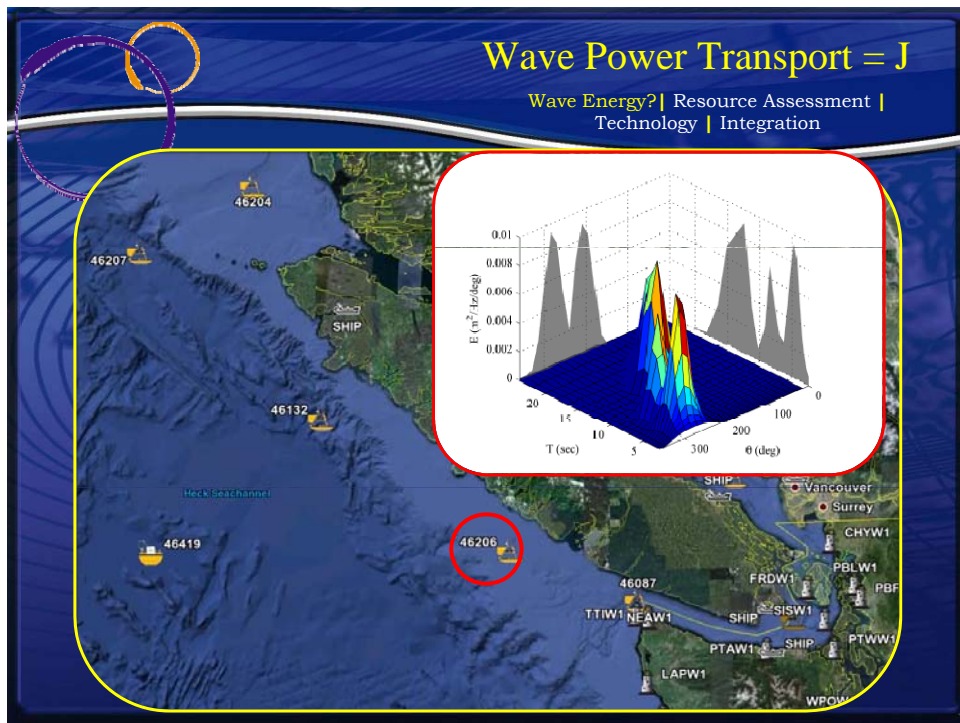 Wave Power Transport = J
Wave Energy?| Resource Assessment |
Technology | Integration
46204
46207
SHIP
46132
Heck Seachannel
46419
46206
46087
TTIW1 NEAW1
LAPW1
PTAW1
SHIP
SHIP
SISW1
FRDW1
SHIP
Vancouver
Surrey
CHYW1
PBLW1
PBF
PTWW1
WPOW
0.01
0.008
0.006
0.004
0.002
0
E (m²/Hz/deg)
20
15
10
5
T (sec)
300
200
100
0
Θ (deg)